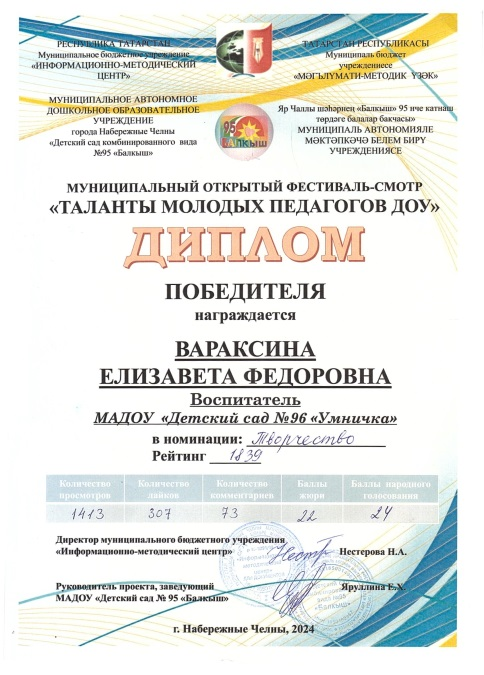 РЕСПУБЛИКА ТАТАРСТАН
Муниципальное бюджетное учреждение
«ИНФОРМАЦИОННО-МЕТОДИЧЕСКИЙ
ЦЕНТР»
ТАТАРСТАН РЕСПУБЛИКАСЫ
Муниципаль бюджет
учреждениесе
«МӘГЪЛҮМАТИ-МЕТОДИК ҮЗӘК»
МУНИЦИПАЛЬНОЕ АВТОНОМНОЕ
ДОШКОЛЬНОЕ ОБРАЗОВАТЕЛЬНОЕ
УЧРЕЖДЕНИЕ
города Набережные Челны
«Детский сад комбинированного вида
№95 «Балкыш»
95
БАЛКЫШ
Яр Чаллы шәһәрнең «Балкыш» 95 нче катнаш
төрдәге балалар бакчасы»
МУНИЦИПАЛЬ АВТОНОМИЯЛЕ
МӘКТӘПКӘЧӘ БЕЛЕМ БИРҮ
УЧРЕЖДЕНИЯСЕ
МУНИЦИПАЛЬНЫЙ ОТКРЫТЫЙ ФЕСТИВАЛЬ-СМОТР
«ТАЛАНТЫ МОЛОДЫХ ПЕДАГОГОВ ДОУ»
ДИПЛОМ
ПОБЕДИТЕЛЯ
награждается
ВАРАКСИНА
ЕЛИЗАВЕТА ФЕДОРОВНА
Воспитатель
МАДОУ «Детский сад №96 «Умничка»
в номинации: Творчество
Рейтинг 1839
Количество просмотров Количество лайков Количество комментариев Баллы жюри Баллы народного голосования
1413 307 73 22 24
Директор муниципального бюджетного учреждения
«Информационно-методический центр» Нестерова Н.А.
Руководитель проекта, заведующий
МАДОУ «Детский сад № 95 «Балкыш» Яруллина Е.Х.
г. Набережные Челны, 2024